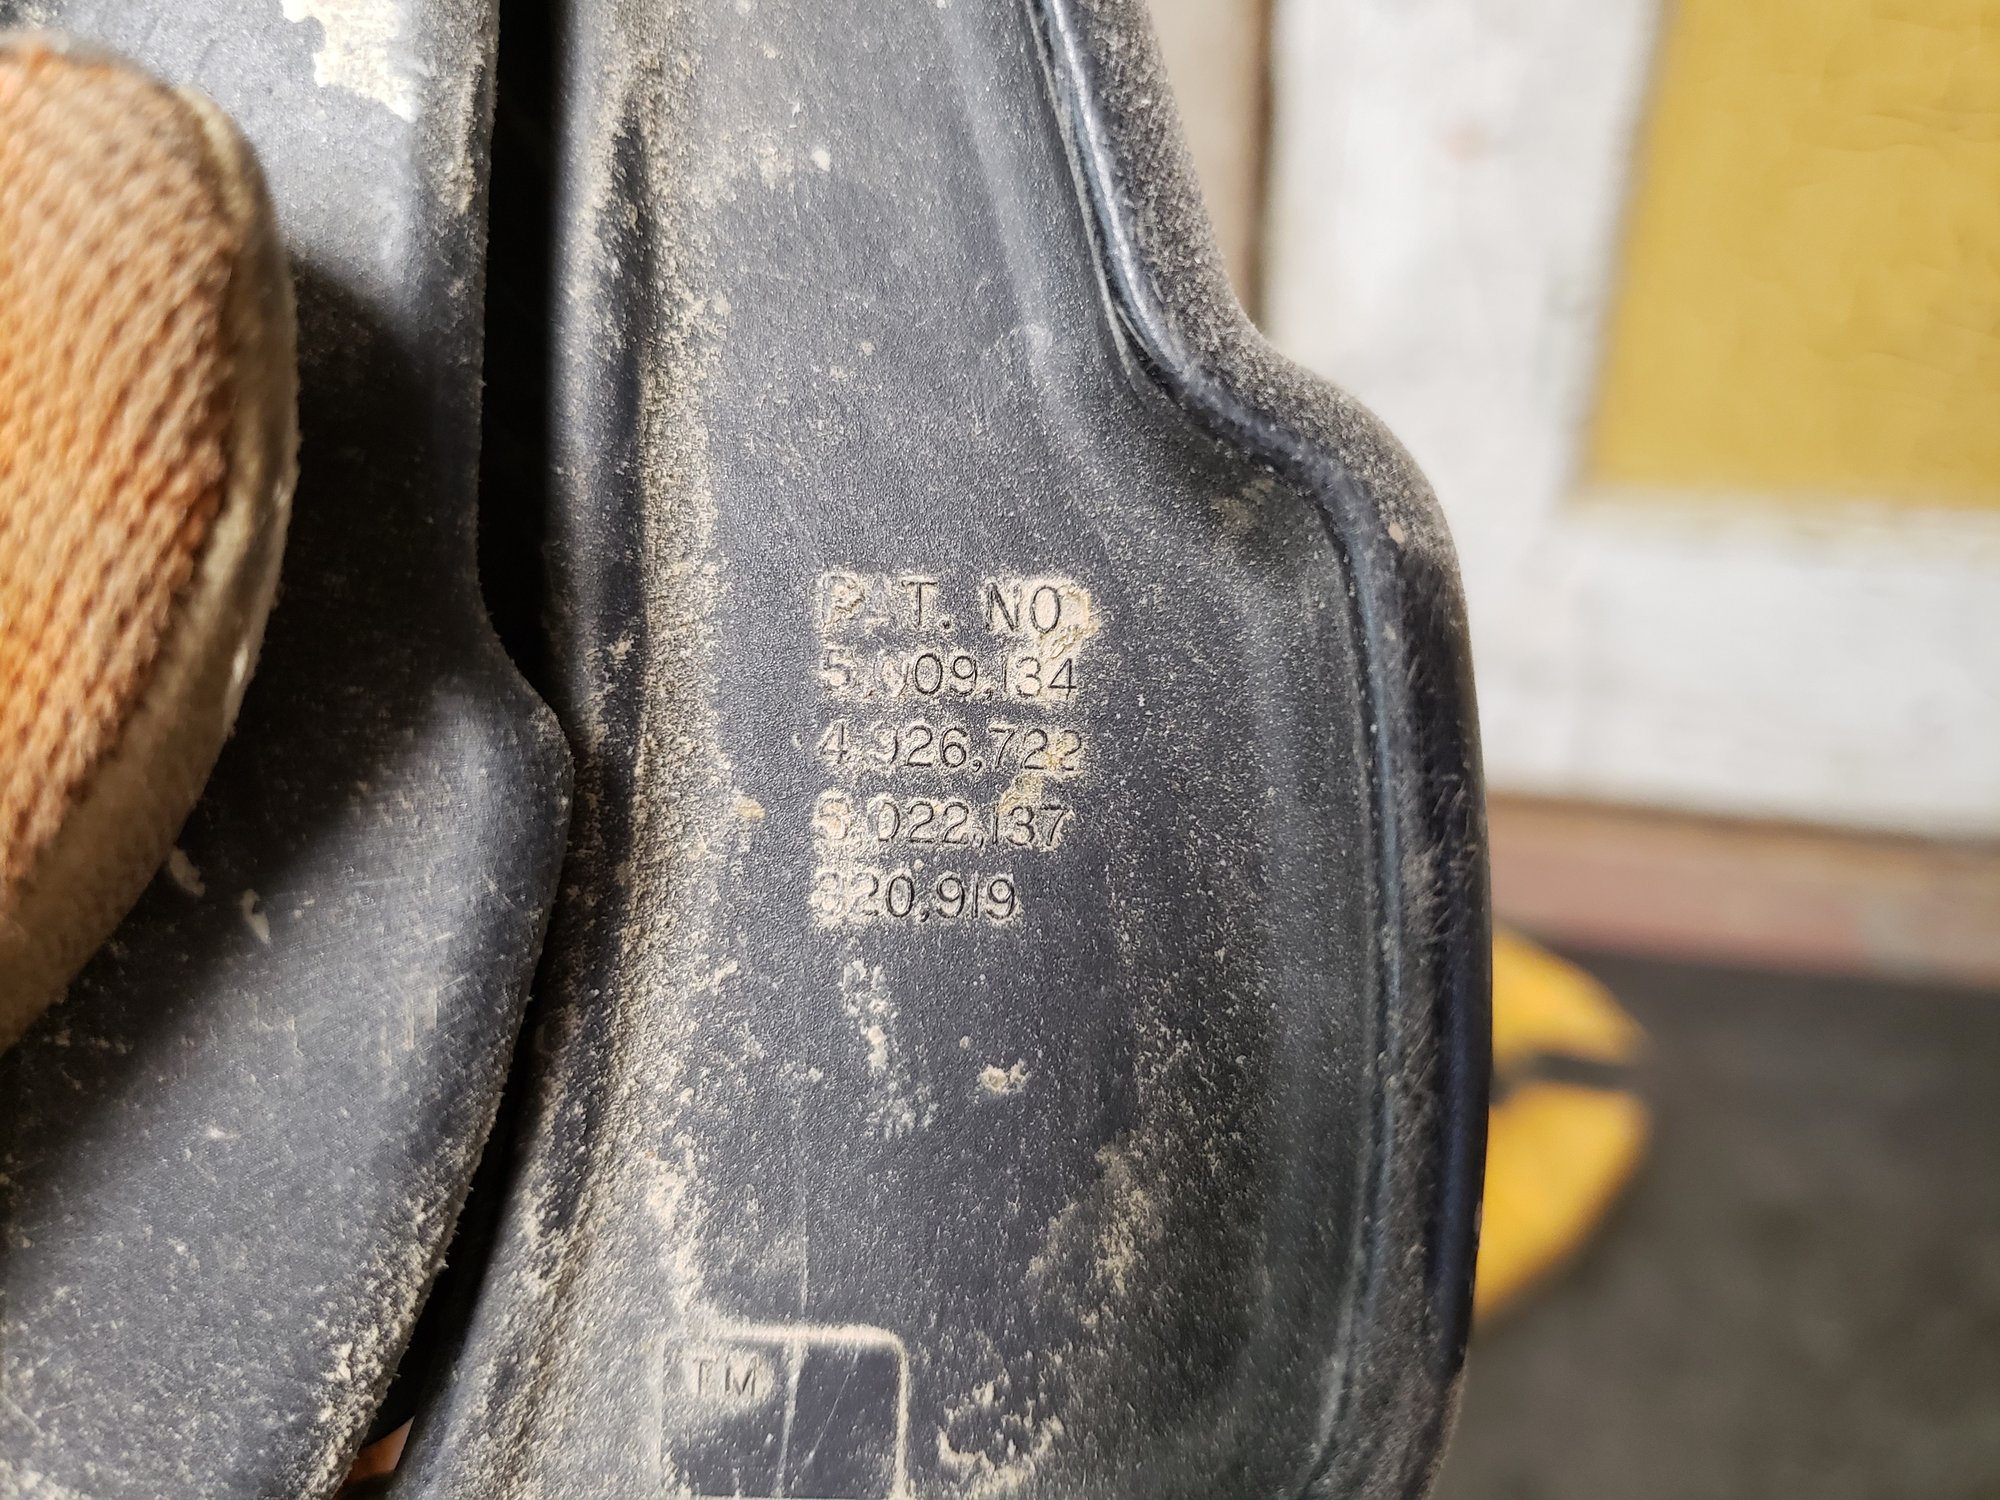 PAT. NO
5,009,134
4,926,722
5,022,137
320,919
TM